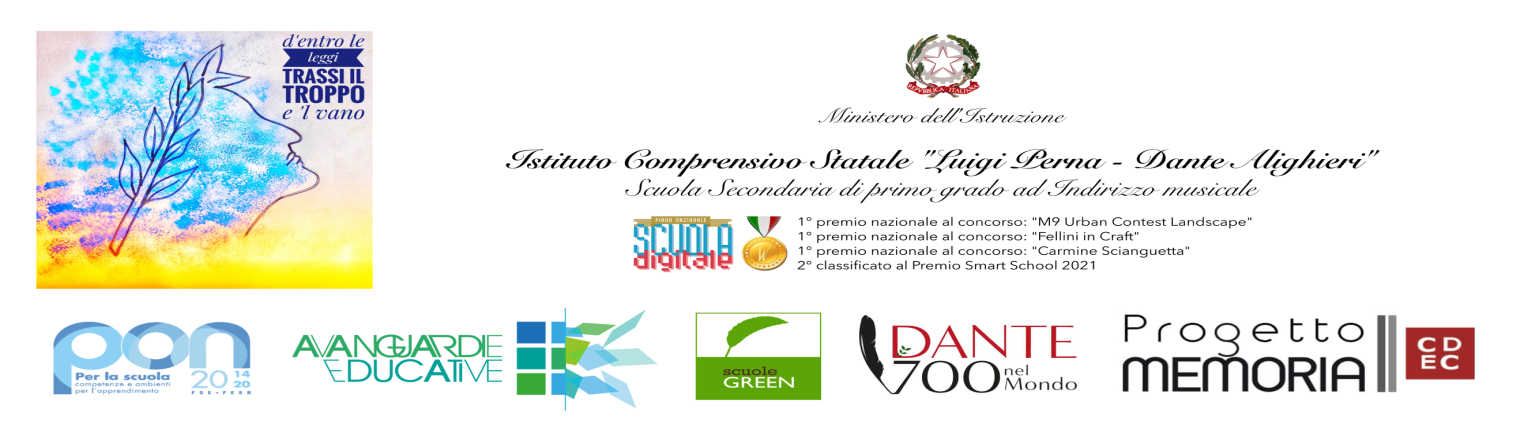 d'entro le
leggi
TRASSI IL
TROPPO
e 'l vano
REPVBBLICA ITALIANA
Ministero dell'Istruzione
Istituto Comprensivo Statale "Luigi Perna - Dante Alighieri"
Scuola Secondaria di primo grado ad Indirizzo musicale
PIANO NAZIONALE
SCUOLA
digitale
1° premio nazionale al concorso: "M9 Urban Contest Landscape"
1° premio nazionale al concorso: "Fellini in Craft"
1° premio nazionale al concorso: "Carmine Scianguetta"
2° classificato al Premio Smart School 2021
pon
Per la scuola
competenze e ambienti
per l'apprendimento
2014
20
FSE-FESR
AVANGUARDIE
EDUCATIVE
scuole
GREEN
DANTE
700 nel
Mondo
Progetto
MEMORIA
CD
EC